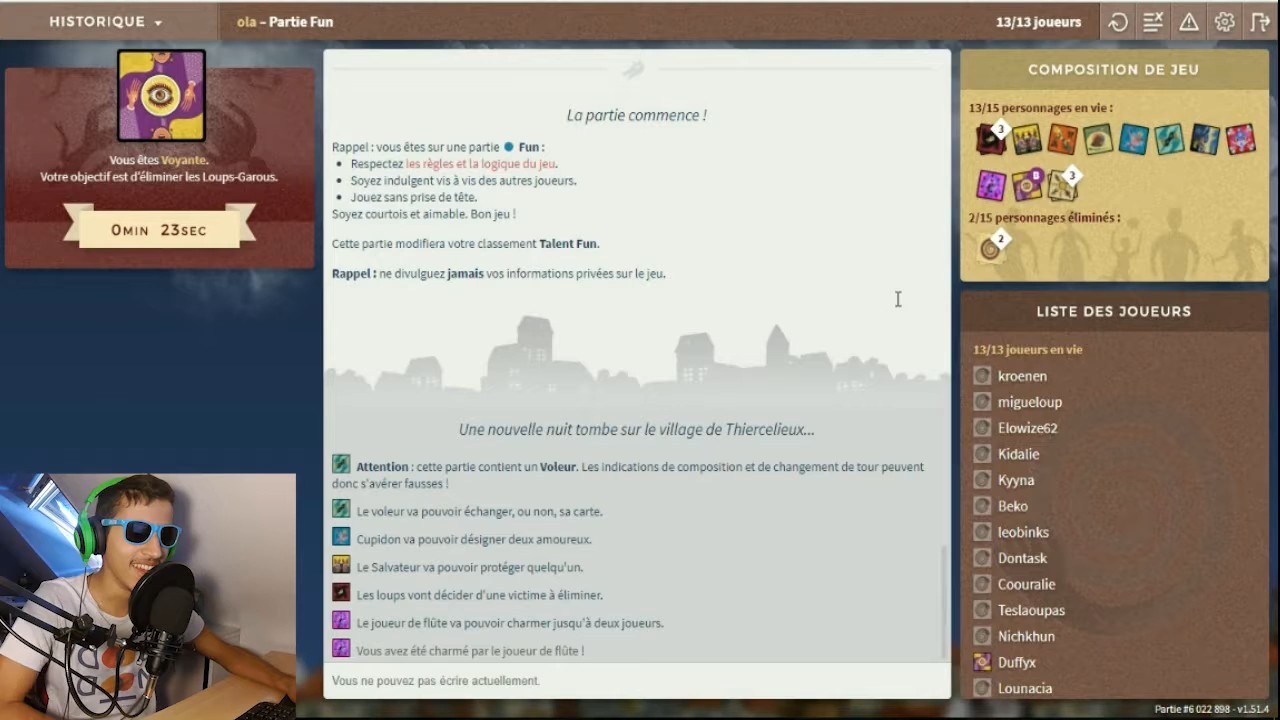 HISTORIQUE
ola – Partie Fun
13/13 joueurs
Vous êtes Voyante.
Votre objectif est d'éliminer les Loups-Garous.
0MIN 23SEC
La partie commence !
Rappel : vous êtes sur une partie Fun :
• Respectez les règles et la logique du jeu.
• Soyez indulgent vis à vis des autres joueurs.
• Jouez sans prise de tête.
Soyez courtois et aimable. Bon jeu !
Cette partie modifiera votre classement Talent Fun.
Rappel : ne divulguez jamais vos informations privées sur le jeu.
Une nouvelle nuit tombe sur le village de Thiercelieux...
Attention : cette partie contient un Voleur. Les indications de composition et de changement de tour peuvent
donc s'avérer fausses !
Le voleur va pouvoir échanger, ou non, sa carte.
Cupidon va pouvoir désigner deux amoureux.
Le Salvateur va pouvoir protéger quelqu'un.
Les loups vont décider d'une victime à éliminer.
Le joueur de flûte va pouvoir charmer jusqu'à deux joueurs.
Vous avez été charmé par le joueur de flûte !
Vous ne pouvez pas écrire actuellement.
COMPOSITION DE JEU
13/15 personnages en vie :
3
B
3
2/15 personnages éliminés :
2
LISTE DES JOUEURS
13/13 joueurs en vie
kroenen
migueloup
Elowize62
Kidalie
Kyyna
Beko
leobinks
Dontask
Coouralie
Teslaoupas
Nichkhun
Duffyx
Lounacia
Partie #6 022 898 - v1.51.4